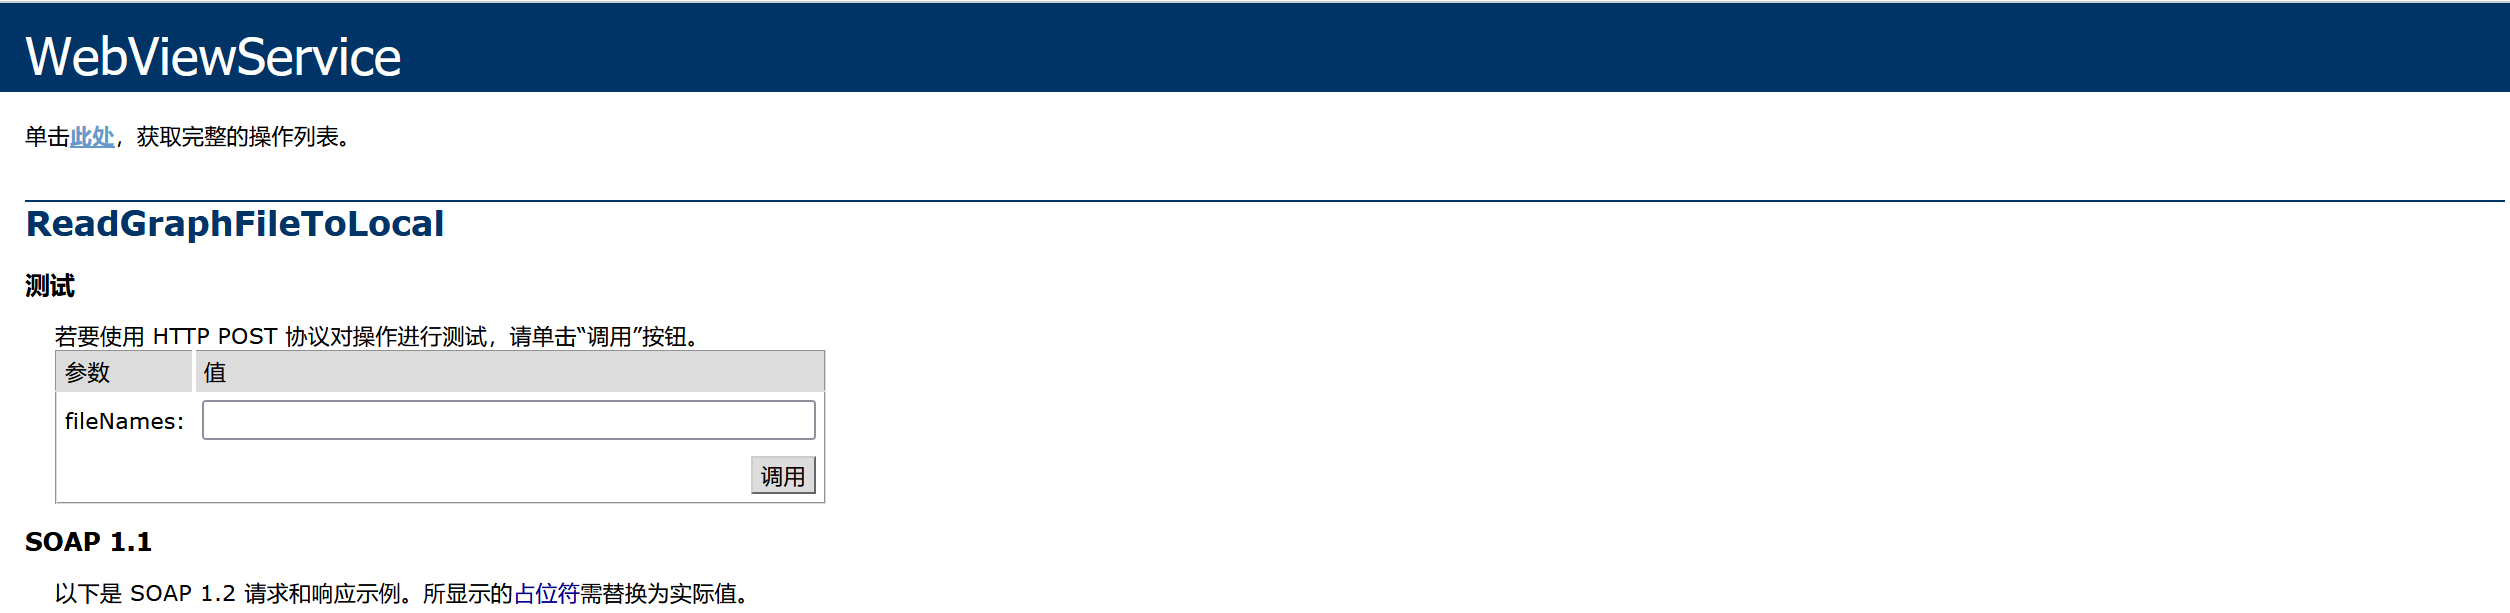 WebViewService
单击此处，获取完整的操作列表。
ReadGraphFileToLocal
测试
若要使用 HTTP POST 协议对操作进行测试，请单击“调用”按钮。
参数 值
fileNames:
调用
SOAP 1.1
以下是 SOAP 1.2 请求和响应示例。所显示的占位符需替换为实际值。